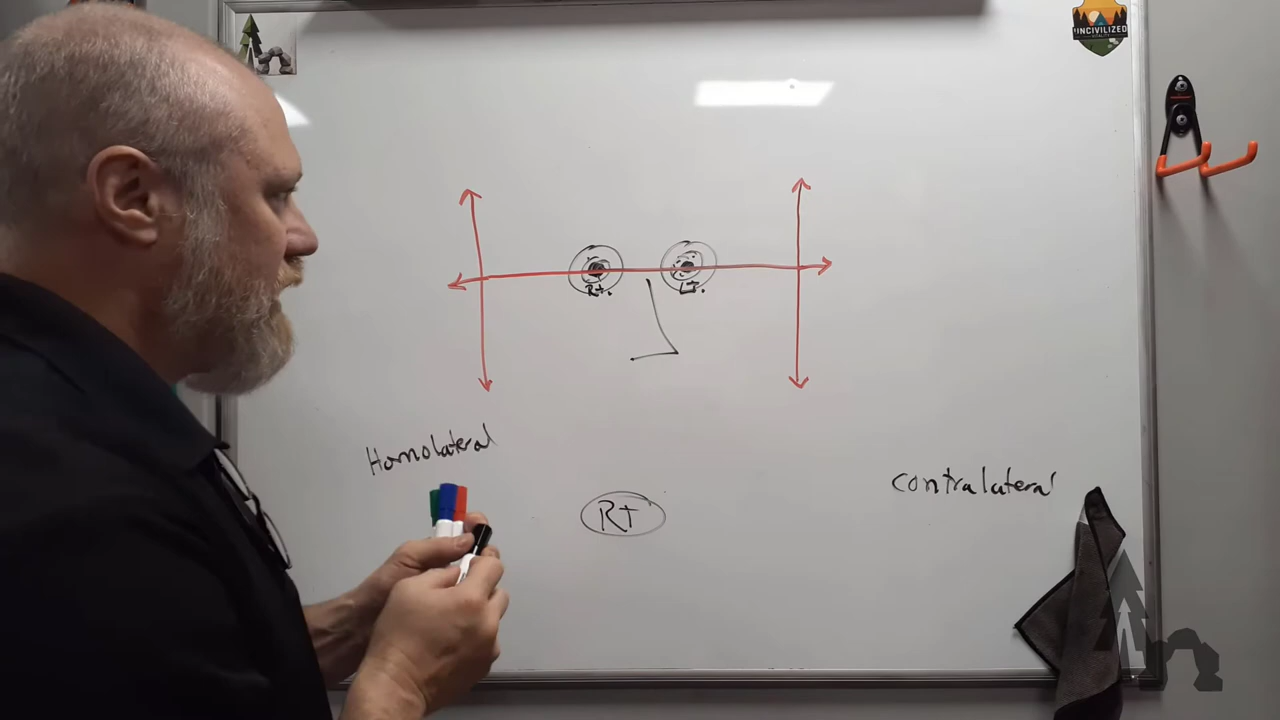 UNCIVILIZED
Rt.
Lt.
Homolateral
contralateral
Rt